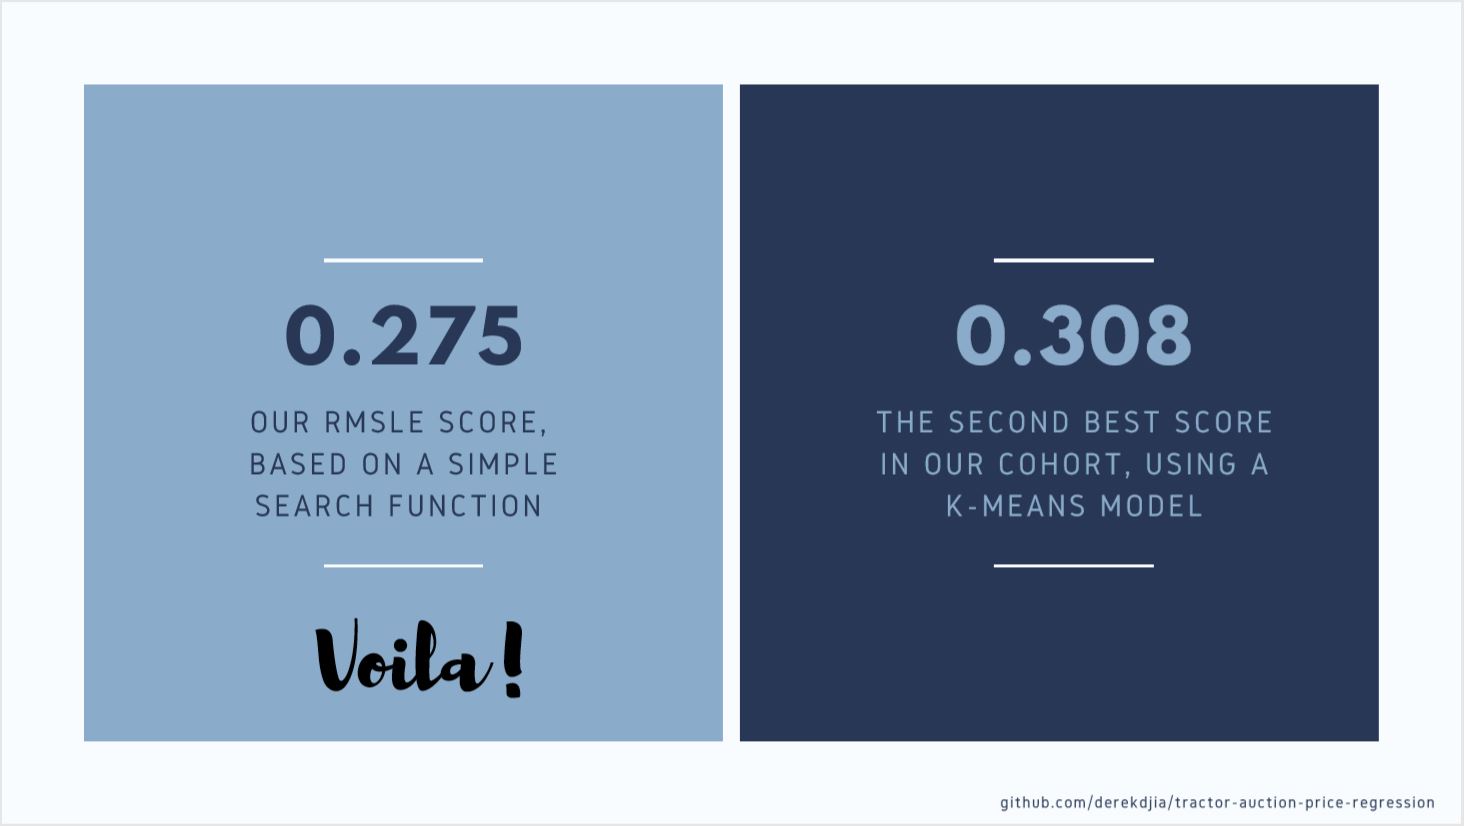 0.275
OUR RMSLE SCORE,
BASED ON A SIMPLE
SEARCH FUNCTION
Voila!
0.308
THE SECOND BEST SCORE
IN OUR COHORT, USING A
K-MEANS MODEL
github.com/derekdjia/tractor-auction-price-regression